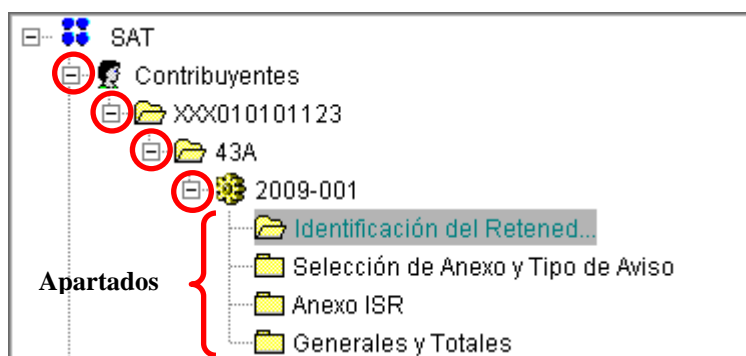 SAT
Contribuyentes
XXX010101123
43A
2009-001
Identificación del Retened...
Selección de Anexo y Tipo de Aviso
Apartados
Anexo ISR
Generales y Totales